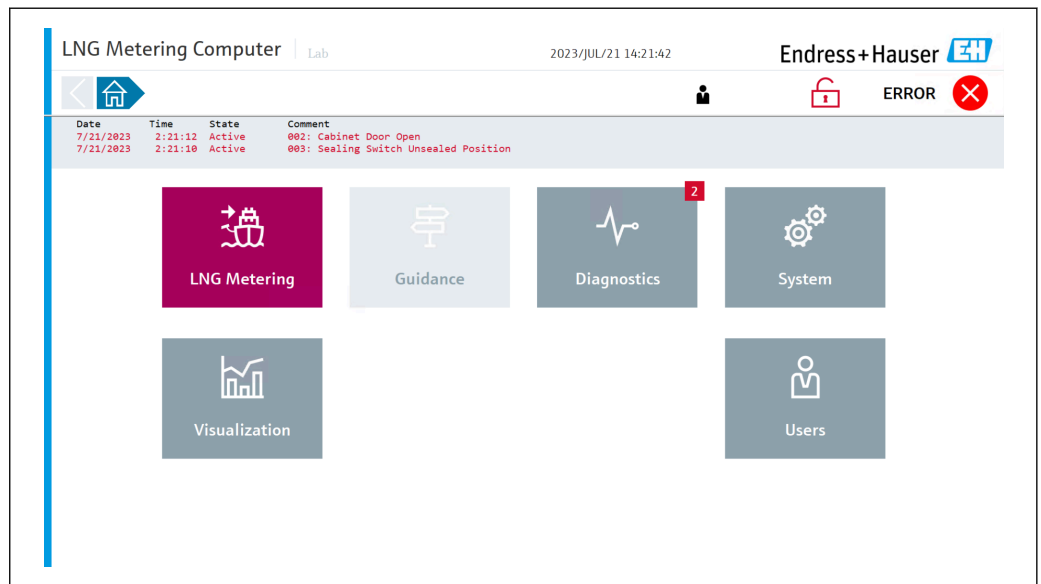 LNG Metering Computer Lab 2023/JUL/21 14:21:42 Endress+Hauser EH
ERROR
Date Time State Comment
7/21/2023 2:21:12 Active 002: Cabinet Door Open
7/21/2023 2:21:10 Active 003: Sealing Switch Unsealed Position
2
LNG Metering Guidance Diagnostics System
Visualization Users